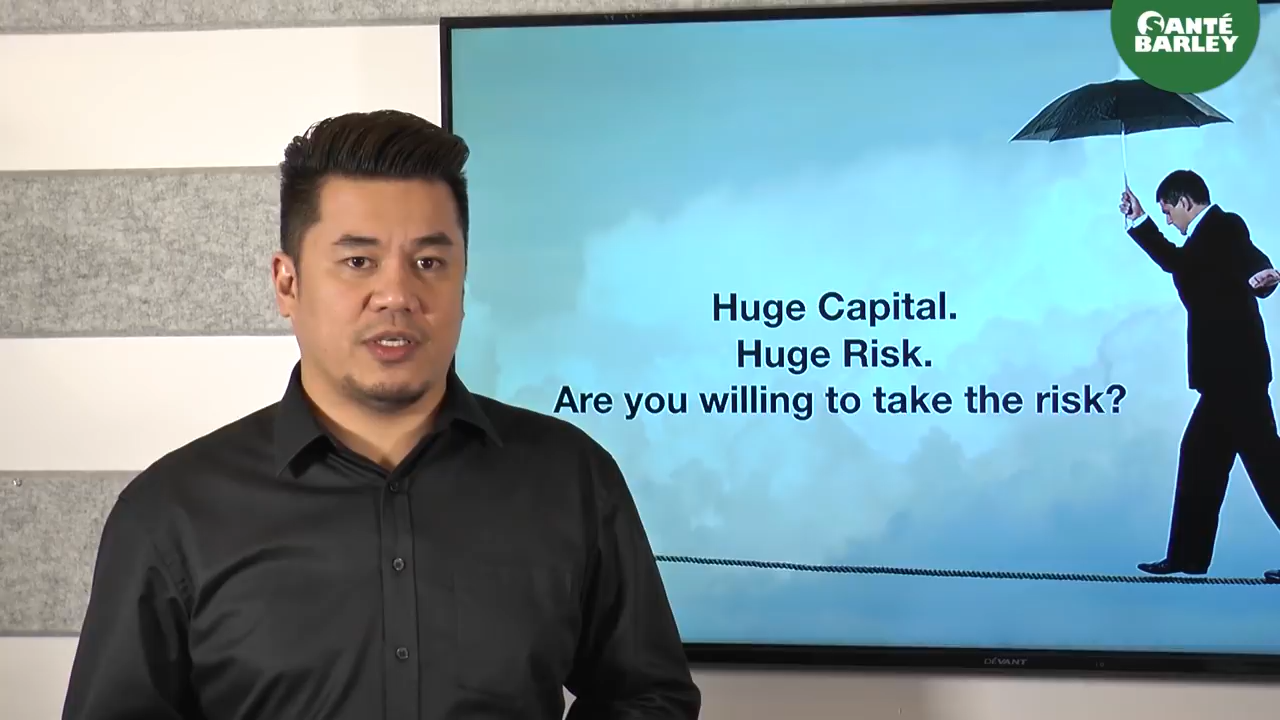 SANTÉ
BARLEY
Huge Capital.
Huge Risk.
Are you willing to take the risk?
DEVANT